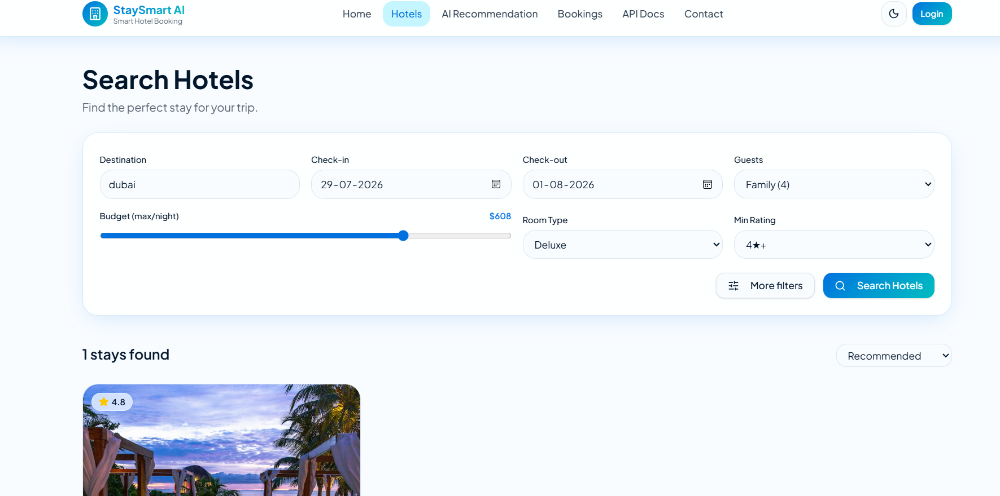 StaySmart AI
Smart Hotel Booking
Home Hotels AI Recommendation Bookings API Docs Contact
Login
Search Hotels
Find the perfect stay for your trip.
Destination Check-in Check-out Guests
dubai 29-07-2026 01-08-2026 Family (4)
Budget (max/night) $608 Room Type Min Rating
Deluxe 4★+
More filters Search Hotels
1 stays found Recommended
4.8